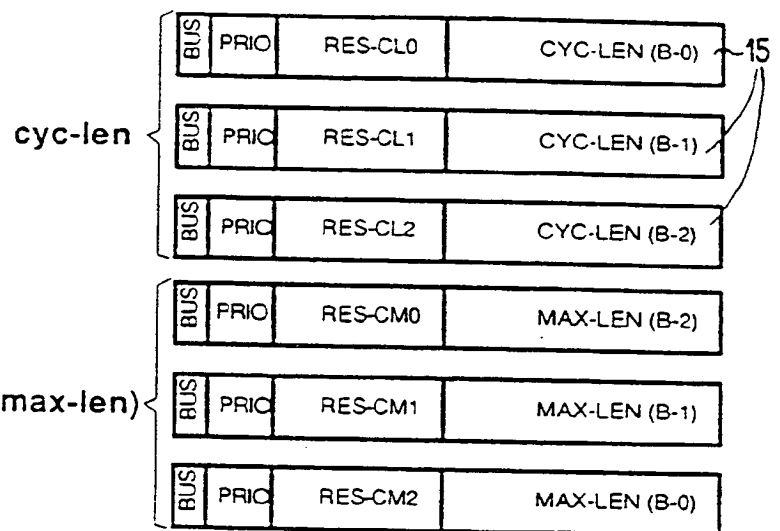 BUS PRIO RES-CL0 CYC-LEN (B-0) 15
cyc-len BUS PRIO RES-CL1 CYC-LEN (B-1)
BUS PRIO RES-CL2 CYC-LEN (B-2)
BUS PRIO RES-CM0 MAX-LEN (B-2)
max-len) BUS PRIO RES-CM1 MAX-LEN (B-1)
BUS PRIO RES-CM2 MAX-LEN (B-0)